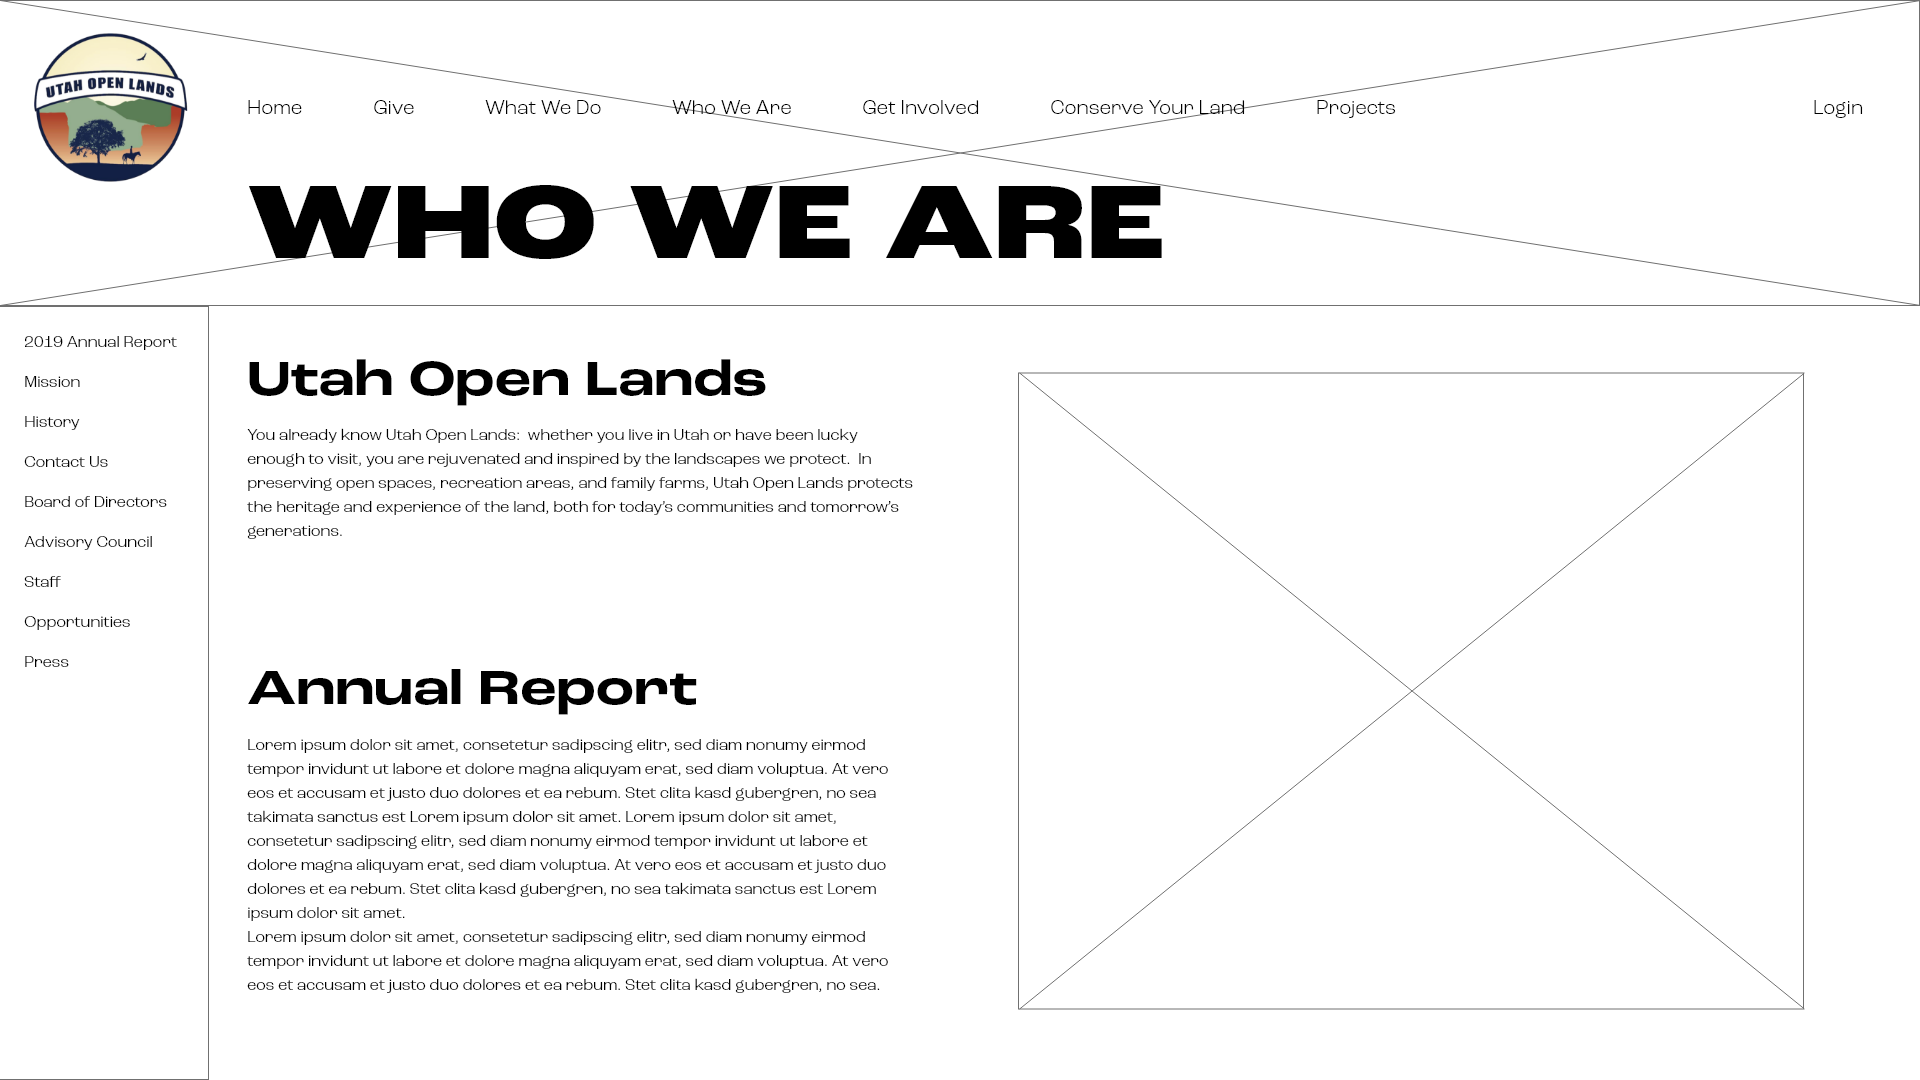 UTAH OPEN LANDS
Home
Give
What We Do
Who We Are
Get Involved
Conserve Your Land
Projects
Login
WHO WE ARE
2019 Annual Report
Mission
History
Contact Us
Board of Directors
Advisory Council
Staff
Opportunities
Press
Utah Open Lands
You already know Utah Open Lands:  whether you live in Utah or have been lucky
enough to visit, you are rejuvenated and inspired by the landscapes we protect.  In
preserving open spaces, recreation areas, and family farms, Utah Open Lands protects
the heritage and experience of the land, both for today’s communities and tomorrow’s
generations.
Annual Report
Lorem ipsum dolor sit amet, consetetur sadipscing elitr, sed diam nonumy eirmod
tempor invidunt ut labore et dolore magna aliquyam erat, sed diam voluptua. At vero
eos et accusam et justo duo dolores et ea rebum. Stet clita kasd gubergren, no sea
takimata sanctus est Lorem ipsum dolor sit amet. Lorem ipsum dolor sit amet,
consetetur sadipscing elitr, sed diam nonumy eirmod tempor invidunt ut labore et
dolore magna aliquyam erat, sed diam voluptua. At vero eos et accusam et justo duo
dolores et ea rebum. Stet clita kasd gubergren, no sea takimata sanctus est Lorem
ipsum dolor sit amet.
Lorem ipsum dolor sit amet, consetetur sadipscing elitr, sed diam nonumy eirmod
tempor invidunt ut labore et dolore magna aliquyam erat, sed diam voluptua. At vero
eos et accusam et justo duo dolores et ea rebum. Stet clita kasd gubergren, no sea.